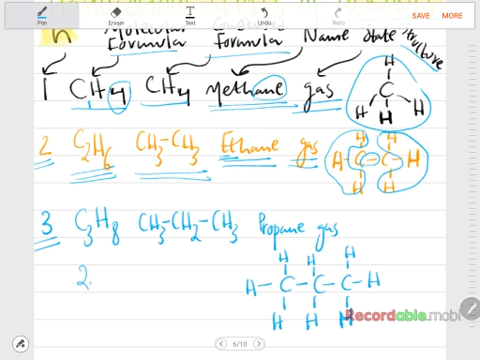 Pen Eraser Text Undo Redo SAVE MORE
n Molecular Formula Condensed Formula Name State Structure
1 CH4 CH4 Methane gas
H
C
H H H
2 C2H6 CH3-CH3 Ethane gas
H H
H-C-C-H
H H
3 C3H8 CH3-CH2-CH3 Propane gas
H H H
H-C-C-C-H
H H H
2
6/10
Recordable.mobi